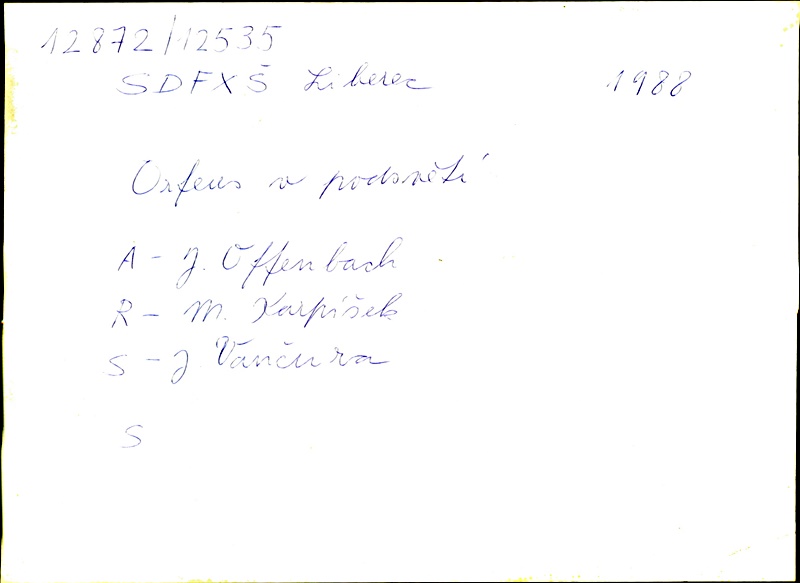 12872/12535
SDFXŠ Liberec 1988
Orfeus v podsvětí
A - J. Offenbach
R - M. Karpíšek
S - J Vančura
S